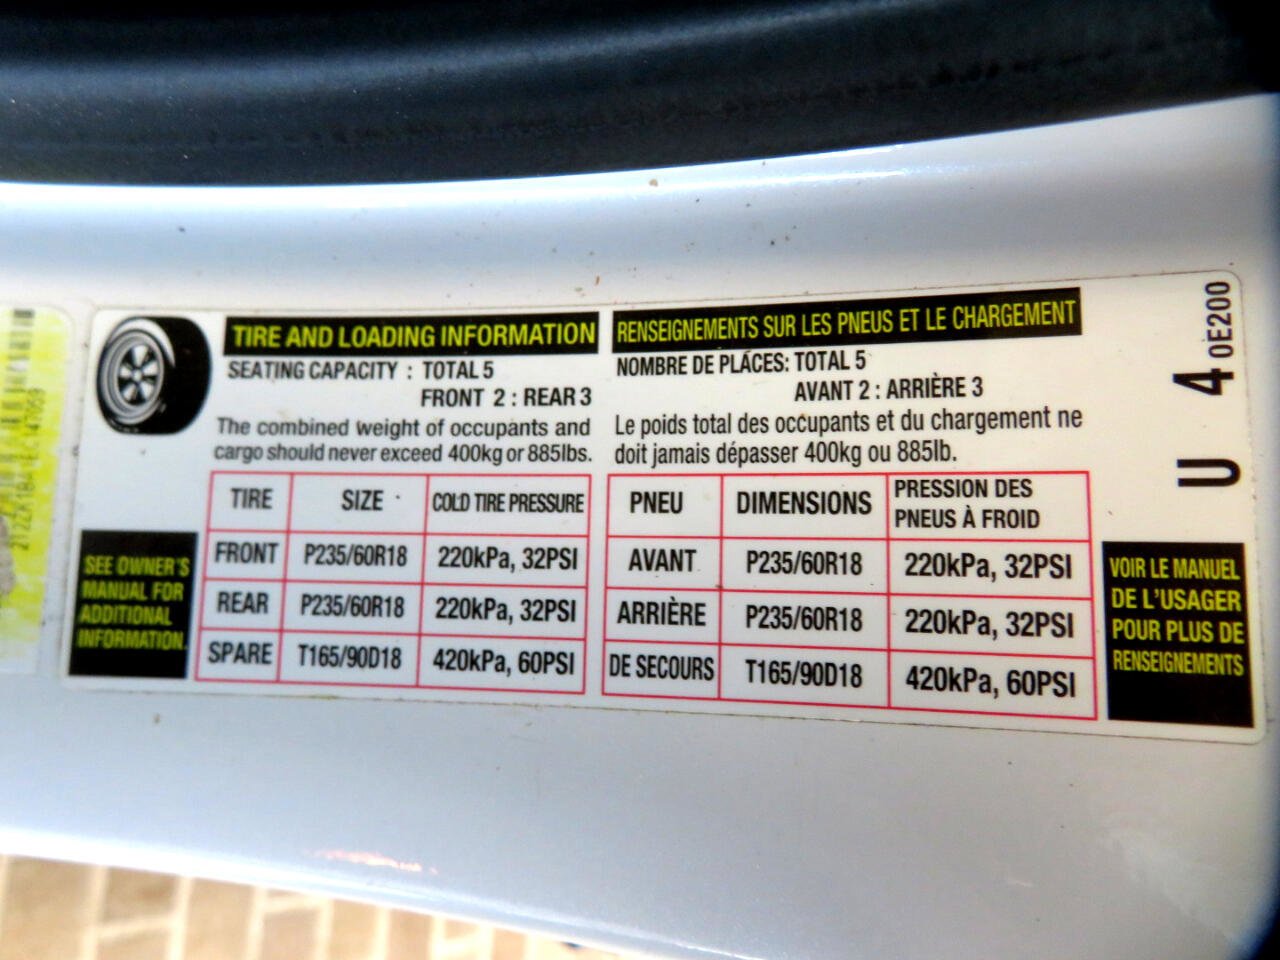 TIRE AND LOADING INFORMATION
SEATING CAPACITY : TOTAL 5
FRONT 2 : REAR 3
The combined weight of occupants and
cargo should never exceed 400kg or 885lbs.
TIRE SIZE COLD TIRE PRESSURE
FRONT P235/60R18 220kPa, 32PSI
REAR P235/60R18 220kPa, 32PSI
SPARE T165/90D18 420kPa, 60PSI
SEE OWNER'S
MANUAL FOR
ADDITIONAL
INFORMATION.
RENSEIGNEMENTS SUR LES PNEUS ET LE CHARGEMENT
NOMBRE DE PLACES: TOTAL 5
AVANT 2 : ARRIÈRE 3
Le poids total des occupants et du chargement ne
doit jamais dépasser 400kg ou 885lb.
PNEU DIMENSIONS PRESSION DES
PNEUS À FROID
AVANT P235/60R18 220kPa, 32PSI
ARRIÈRE P235/60R18 220kPa, 32PSI
DE SECOURS T165/90D18 420kPa, 60PSI
VOIR LE MANUEL
DE L'USAGER
POUR PLUS DE
RENSEIGNEMENTS
U 4 0E200